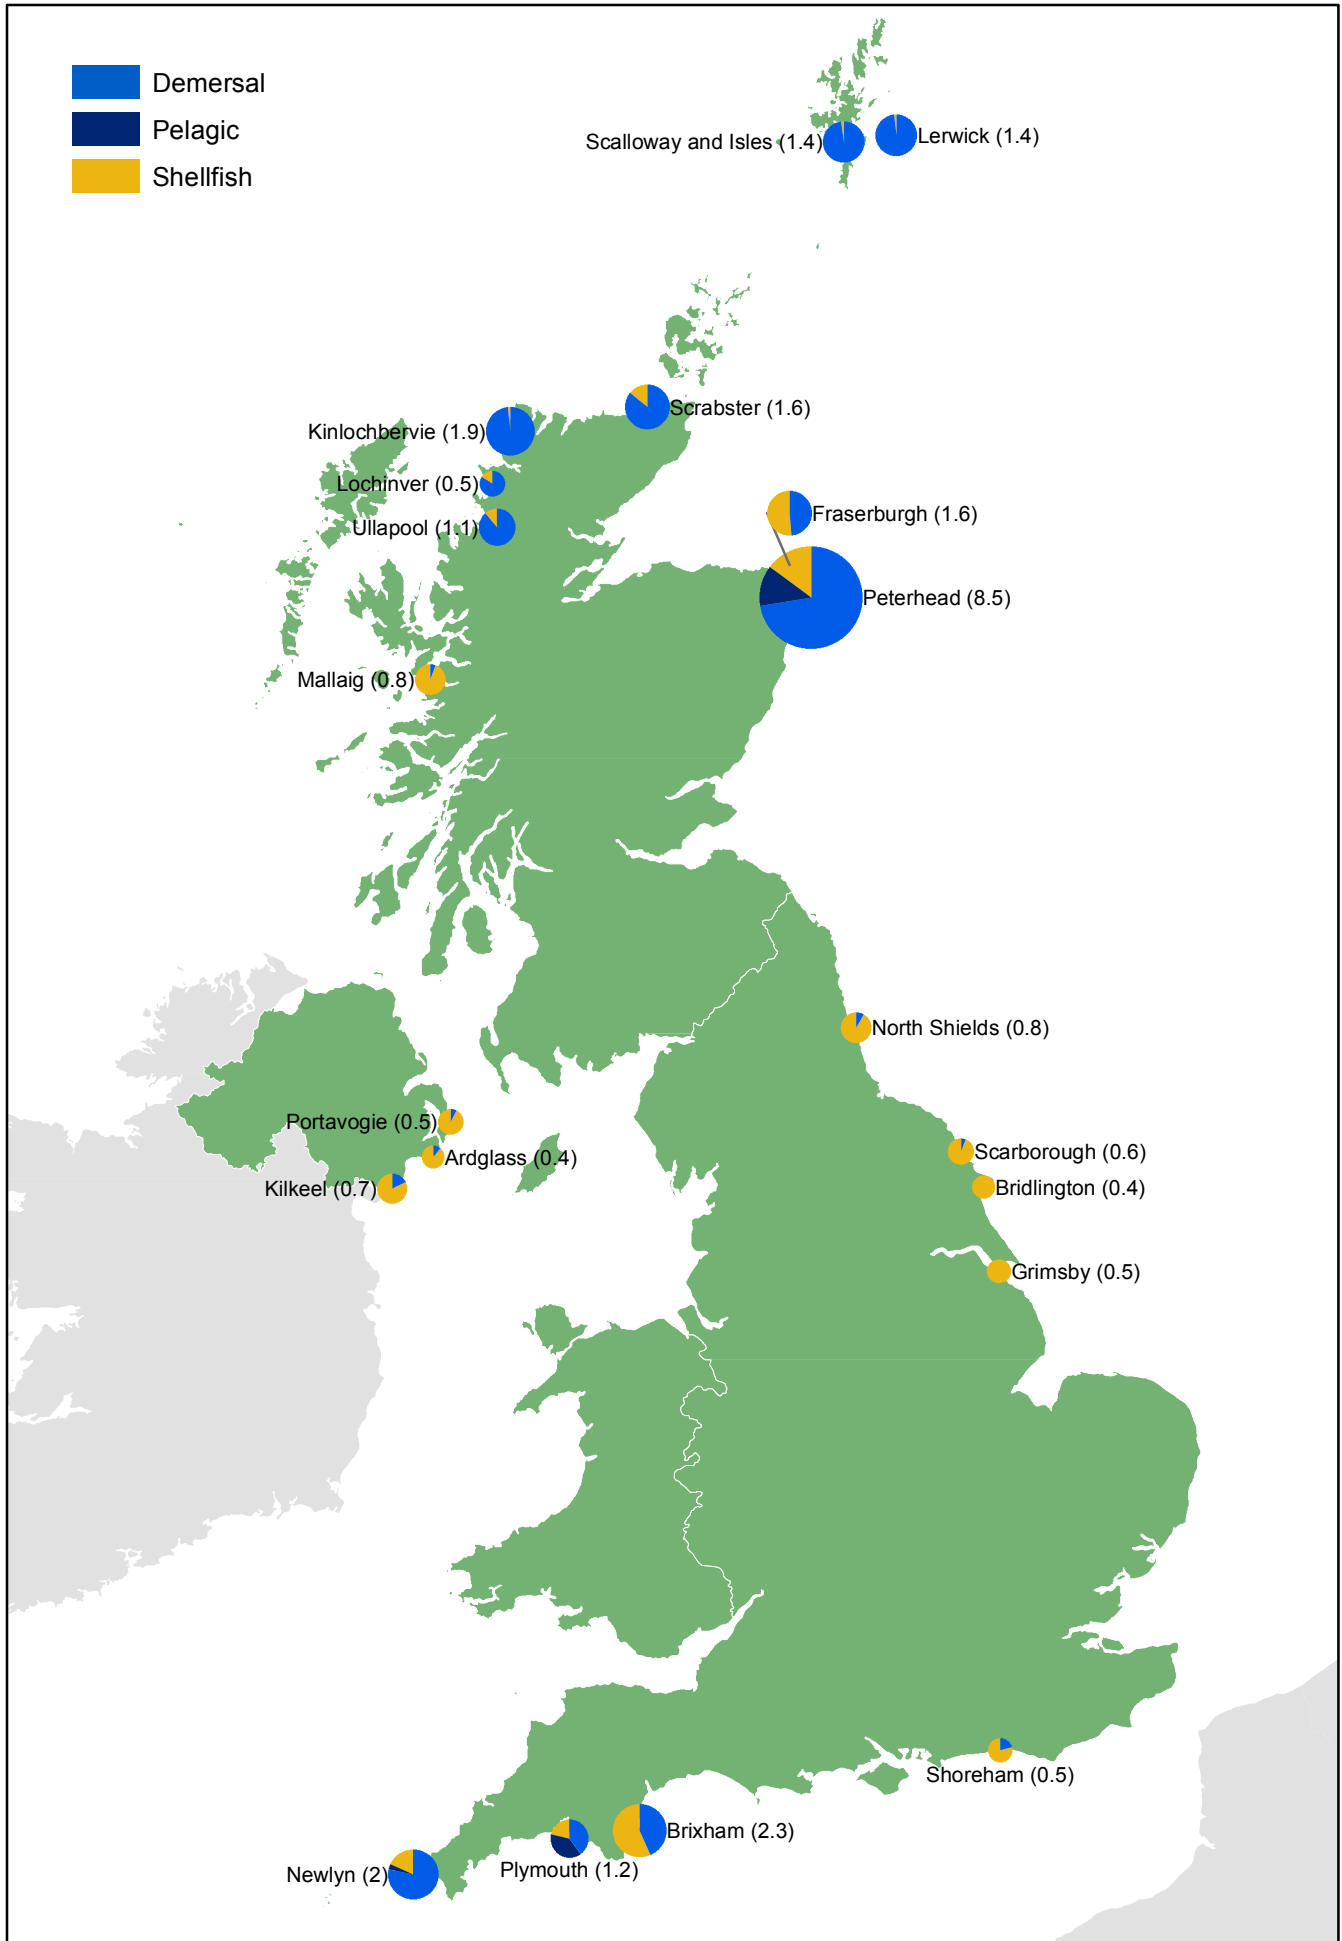 Demersal
Pelagic
Shellfish
Scalloway and Isles (1.4)
Lerwick (1.4)
Scrabster (1.6)
Kinlochbervie (1.9)
Lochinver (0.5)
Ullapool (1.1)
Fraserburgh (1.6)
Peterhead (8.5)
Mallaig (0.8)
North Shields (0.8)
Portavogie (0.5)
Scarborough (0.6)
Ardglass (0.4)
Kilkeel (0.7)
Bridlington (0.4)
Grimsby (0.5)
Shoreham (0.5)
Brixham (2.3)
Plymouth (1.2)
Newlyn (2)